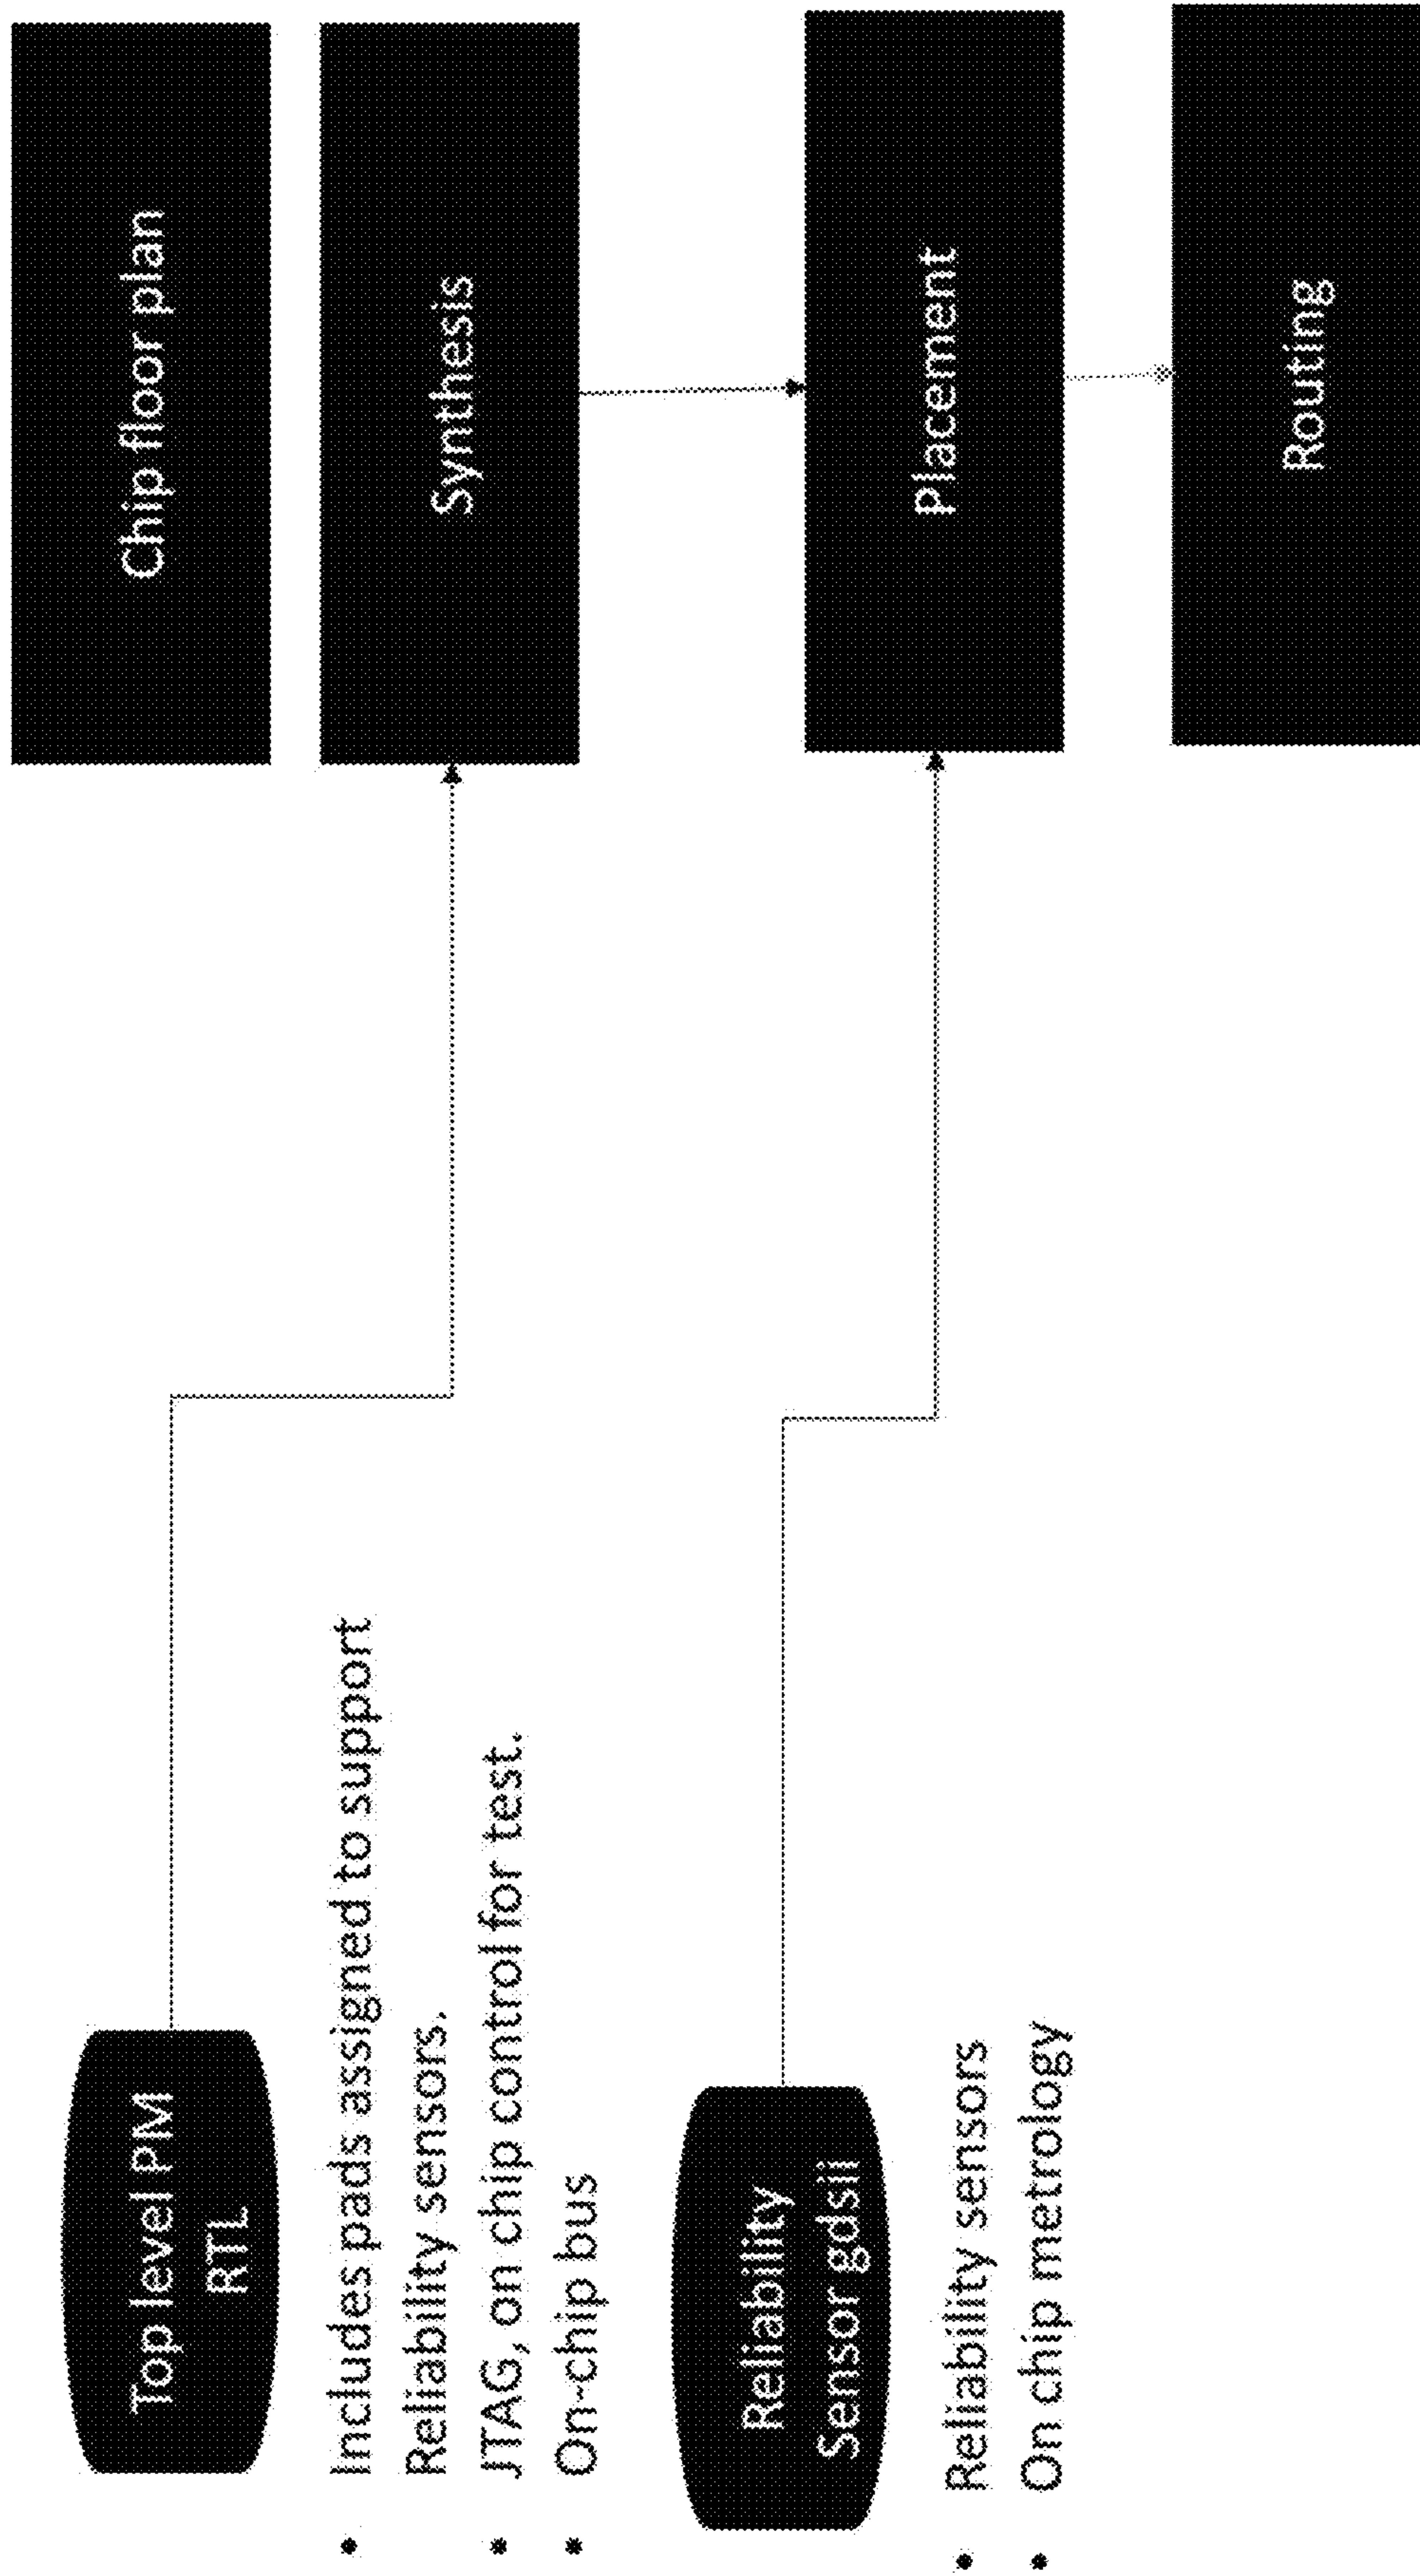 Top level PM
RTL
• Includes pads assigned to support
Reliability sensors.
• JTAG, on chip control for test.
• On-chip bus
Reliability
Sensor gdsii
• Reliability sensors
• On chip metrology
Chip floor plan
Synthesis
Placement
Routing